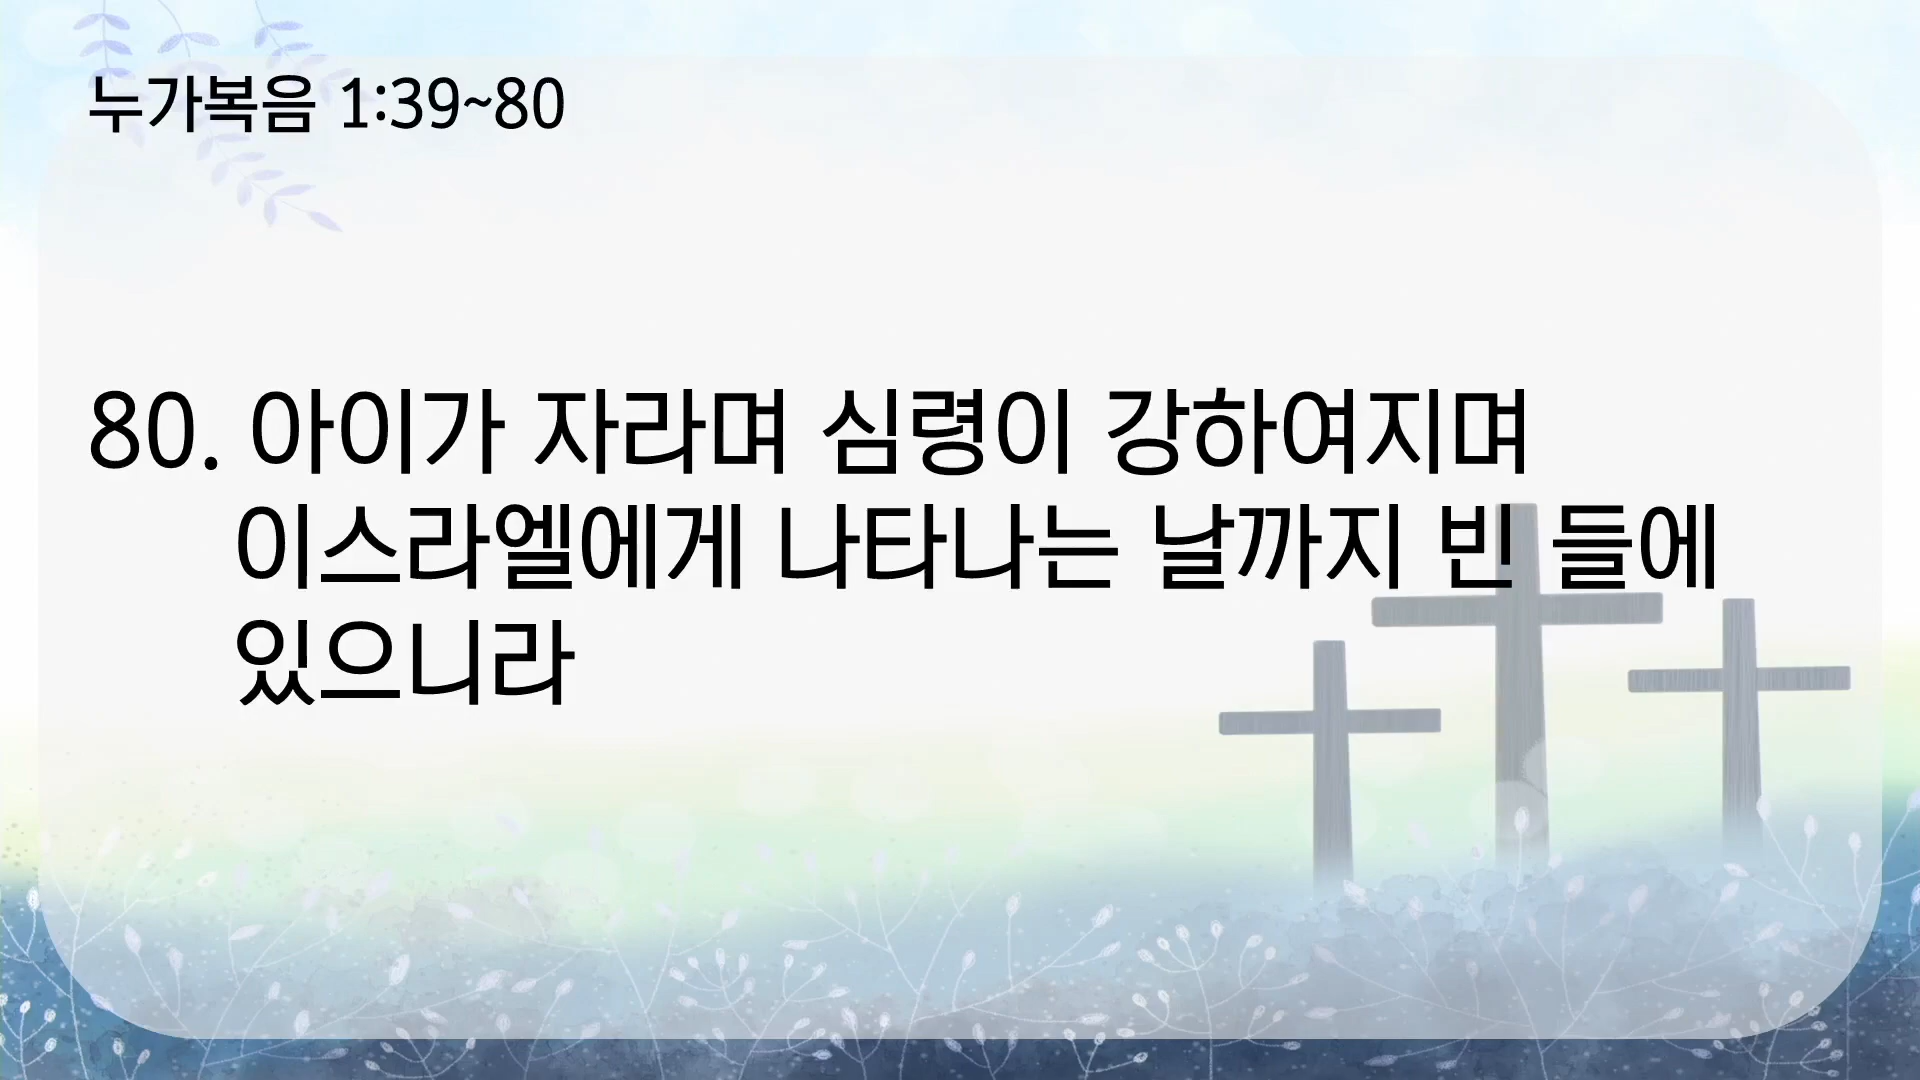 누가복음 1:39~80
80. 아이가 자라며 심령이 강하여지며
이스라엘에게 나타나는 날까지 빈 들에
있으니라